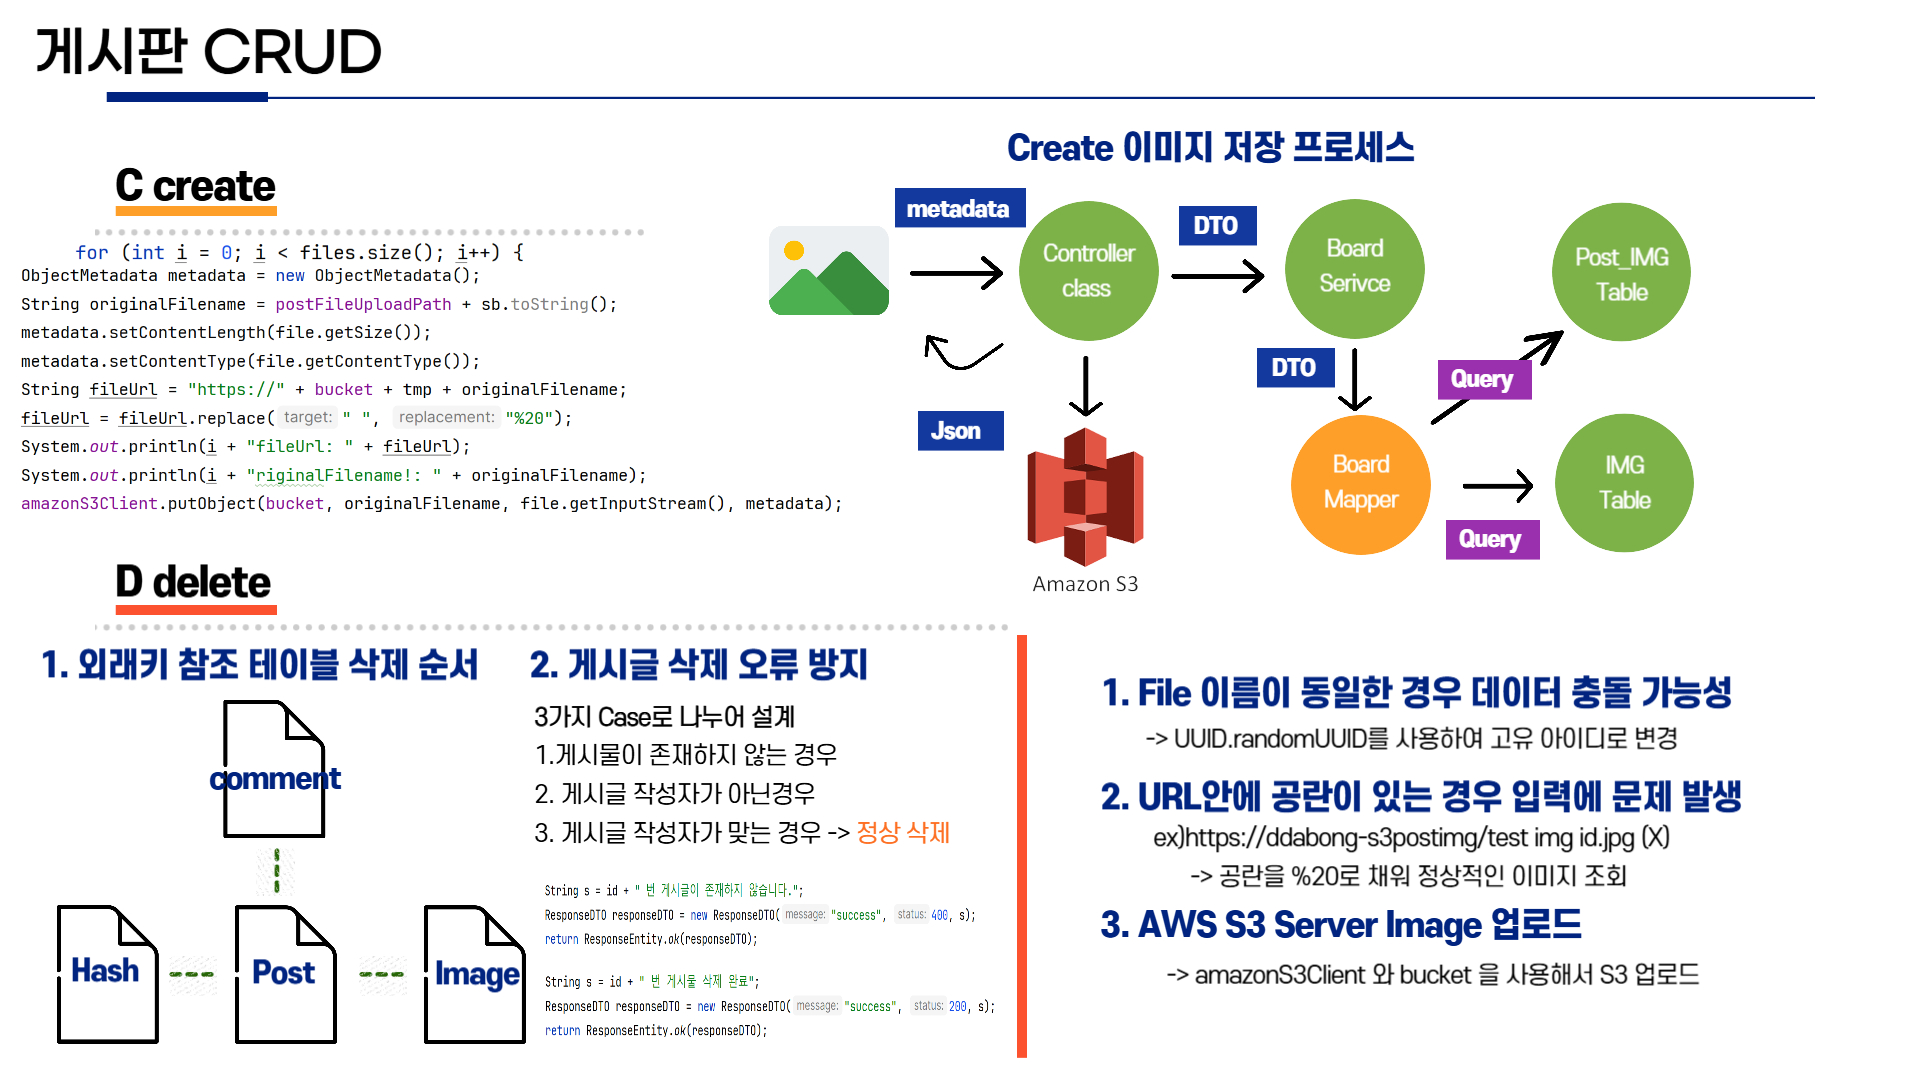 게시판 CRUD
C create
for (int i = 0; i < files.size(); i++) {
ObjectMetadata metadata = new ObjectMetadata();
String originalFilename = postFileUploadPath + sb.toString();
metadata.setContentLength(file.getSize());
metadata.setContentType(file.getContentType());
String fileUrl = "https://" + bucket + tmp + originalFilename;
fileUrl = fileUrl.replace( target: " ", replacement: "%20");
System.out.println(i + "fileUrl: " + fileUrl);
System.out.println(i + "riginalFilename!: " + originalFilename);
amazonS3Client.putObject(bucket, originalFilename, file.getInputStream(), metadata);
Create 이미지 저장 프로세스
metadata
Controller
class
DTO
Board
Serivce
Post_IMG
Table
DTO
Query
Json
Board
Mapper
IMG
Table
Query
Amazon S3
D delete
1. 외래키 참조 테이블 삭제 순서
comment
Hash
Post
Image
2. 게시글 삭제 오류 방지
3가지 Case로 나누어 설계
1.게시물이 존재하지 않는 경우
2. 게시글 작성자가 아닌경우
3. 게시글 작성자가 맞는 경우 -> 정상 삭제
String s = id + " 번 게시글이 존재하지 않습니다.";
ResponseDTO responseDTO = new ResponseDTO( message: "success", status: 400, s);
return ResponseEntity.ok(responseDTO);
String s = id + " 번 게시물 삭제 완료";
ResponseDTO responseDTO = new ResponseDTO( message: "success", status: 200, s);
return ResponseEntity.ok(responseDTO);
1. File 이름이 동일한 경우 데이터 충돌 가능성
-> UUID.randomUUID를 사용하여 고유 아이디로 변경
2. URL안에 공란이 있는 경우 입력에 문제 발생
ex)https://ddabong-s3postimg/test img id.jpg (X)
-> 공란을 %20로 채워 정상적인 이미지 조회
3. AWS S3 Server Image 업로드
-> amazonS3Client 와 bucket 을 사용해서 S3 업로드